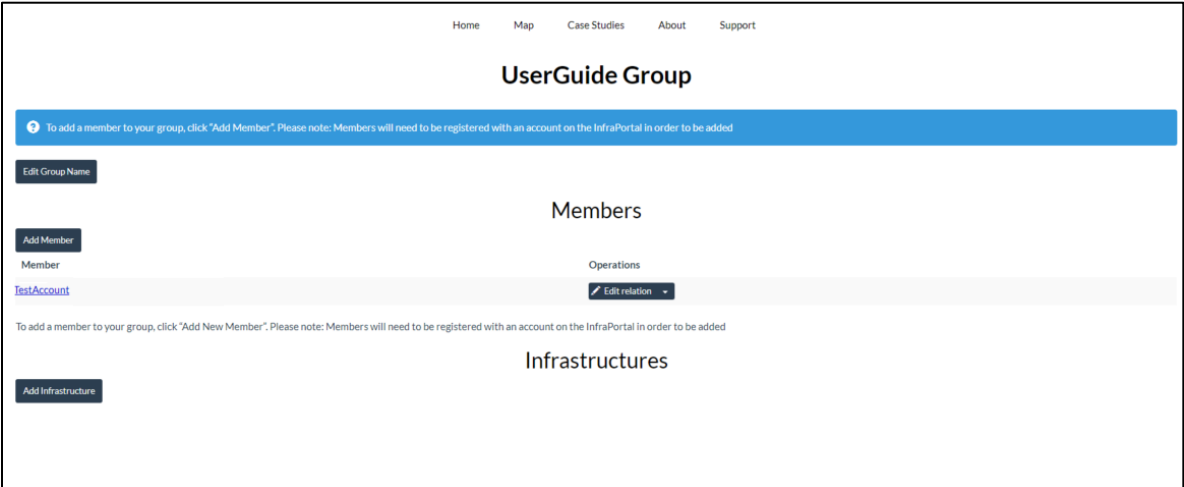 Home Map Case Studies About Support
UserGuide Group
To add a member to your group, click "Add Member". Please note: Members will need to be registered with an account on the InfraPortal in order to be added
Edit Group Name
Members
Add Member
Member Operations
TestAccount Edit relation
To add a member to your group, click "Add New Member". Please note: Members will need to be registered with an account on the InfraPortal in order to be added
Infrastructures
Add Infrastructure